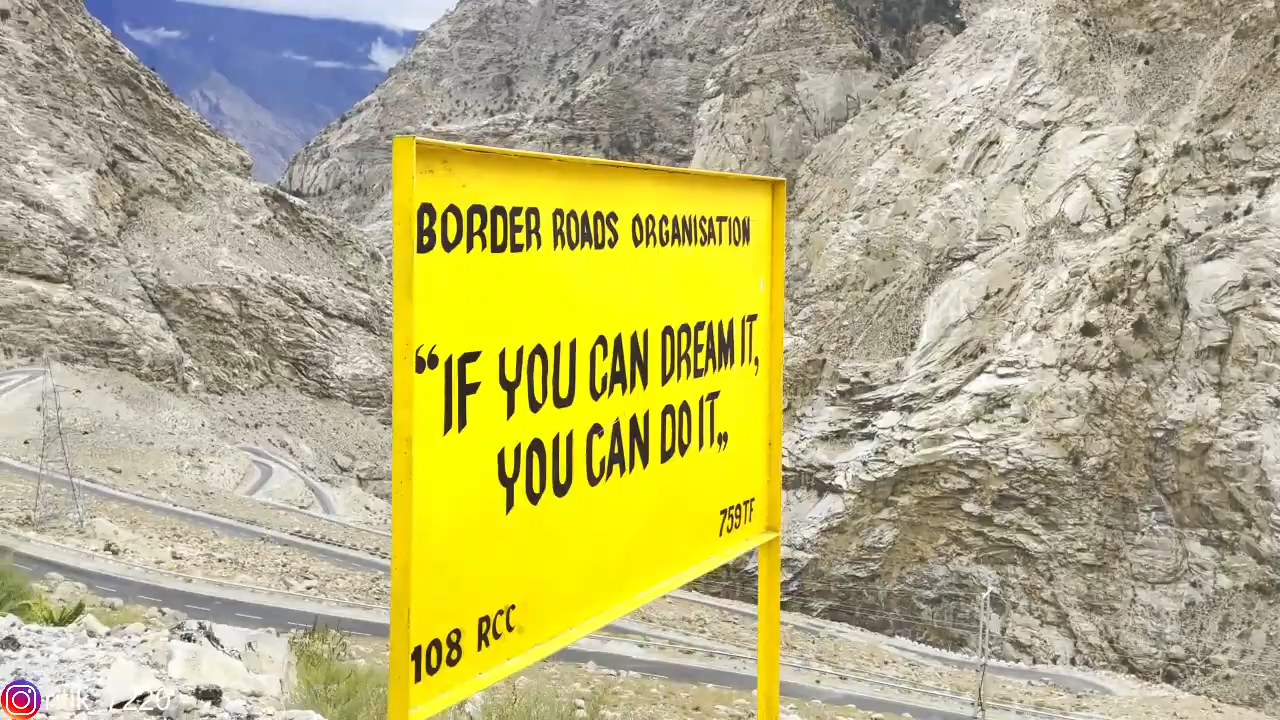 BORDER ROADS ORGANISATION
“IF YOU CAN DREAM IT,
YOU CAN DO IT„
759TF
108 RCC